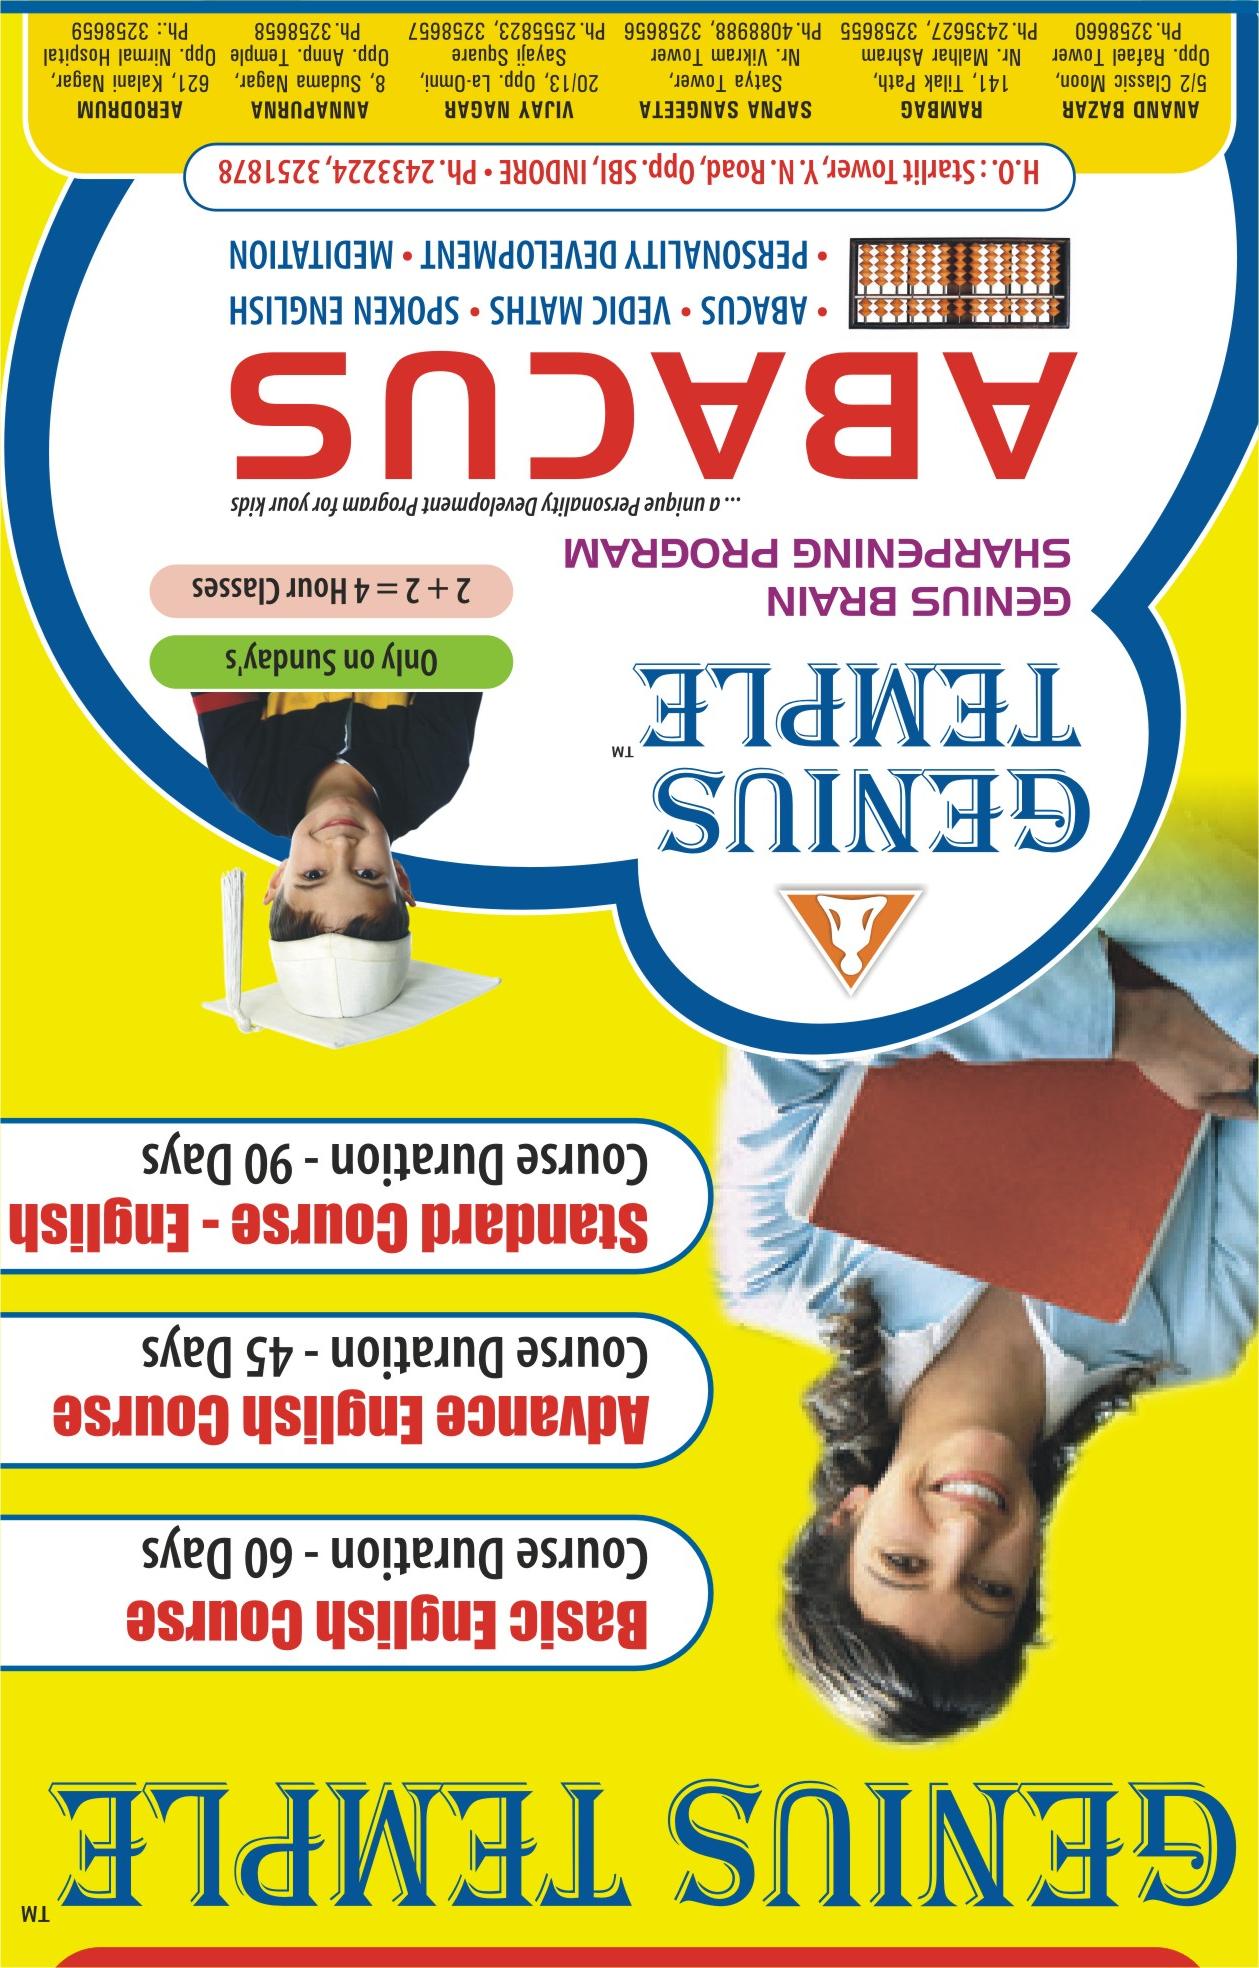 GENIUS TEMPLE™
Basic English Course
Course Duration - 60 Days
Advance English Course
Course Duration - 45 Days
Standard Course - English
Course Duration - 90 Days
GENIUS
TEMPLE™
GENIUS BRAIN
SHARPENING PROGRAM
Only on Sunday's
2 + 2 = 4 Hour Classes
... a unique Personality Development Program for your kids
ABACUS
• ABACUS • VEDIC MATHS • SPOKEN ENGLISH
• PERSONALITY DEVELOPMENT • MEDITATION
H.O.: Starlit Tower, Y. N. Road, Opp. SBI, INDORE • Ph. 2433224, 3251878
ANAND BAZAR
5/2 Classic Moon,
Opp. Rafael Tower
Ph. 3258660
RAMBAG
141, Tilak Path,
Nr. Malhar Ashram
Ph. 2435627, 3258655
SAPNA SANGEETA
Satya Tower,
Nr. Vikram Tower
Ph. 4088988, 3258656
VIJAY NAGAR
20/13, Opp. La-Omni,
Sayaji Square
Ph. 2555823, 3258657
ANNAPURNA
8, Sudama Nagar,
Opp. Annp. Temple
Ph. 3258658
AERODRUM
621, Kalani Nagar,
Opp. Nirmal Hospital
Ph.: 3258659